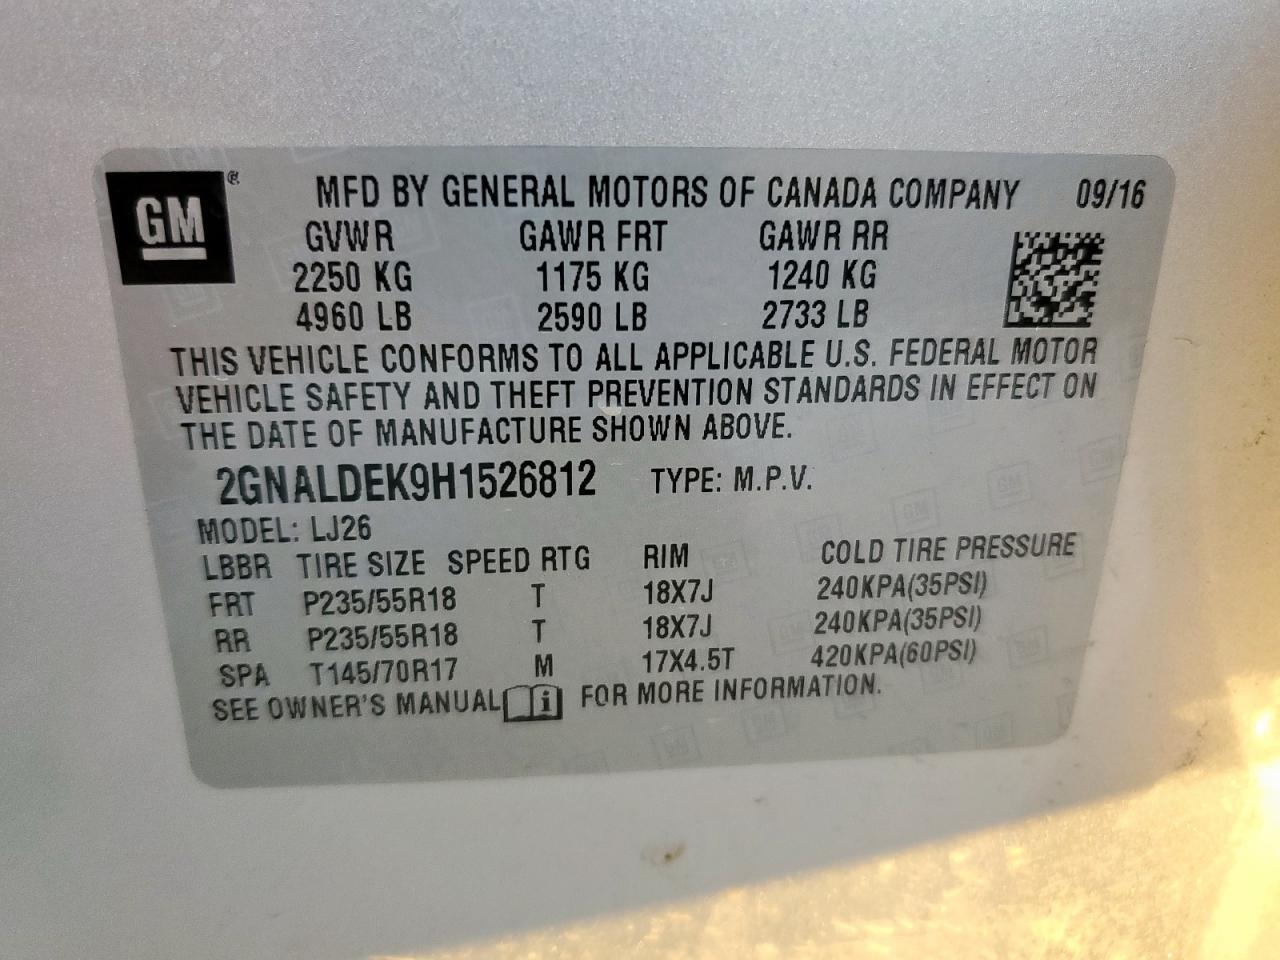 GM ® MFD BY GENERAL MOTORS OF CANADA COMPANY 09/16
GVWR GAWR FRT GAWR RR
2250 KG 1175 KG 1240 KG
4960 LB 2590 LB 2733 LB
THIS VEHICLE CONFORMS TO ALL APPLICABLE U.S. FEDERAL MOTOR
VEHICLE SAFETY AND THEFT PREVENTION STANDARDS IN EFFECT ON
THE DATE OF MANUFACTURE SHOWN ABOVE.
2GNALDEK9H1526812 TYPE: M.P.V.
MODEL: LJ26
LBBR TIRE SIZE SPEED RTG RIM COLD TIRE PRESSURE
FRT P235/55R18 T 18X7J 240KPA(35PSI)
RR P235/55R18 T 18X7J 240KPA(35PSI)
SPA T145/70R17 M 17X4.5T 420KPA(60PSI)
SEE OWNER'S MANUAL i FOR MORE INFORMATION.